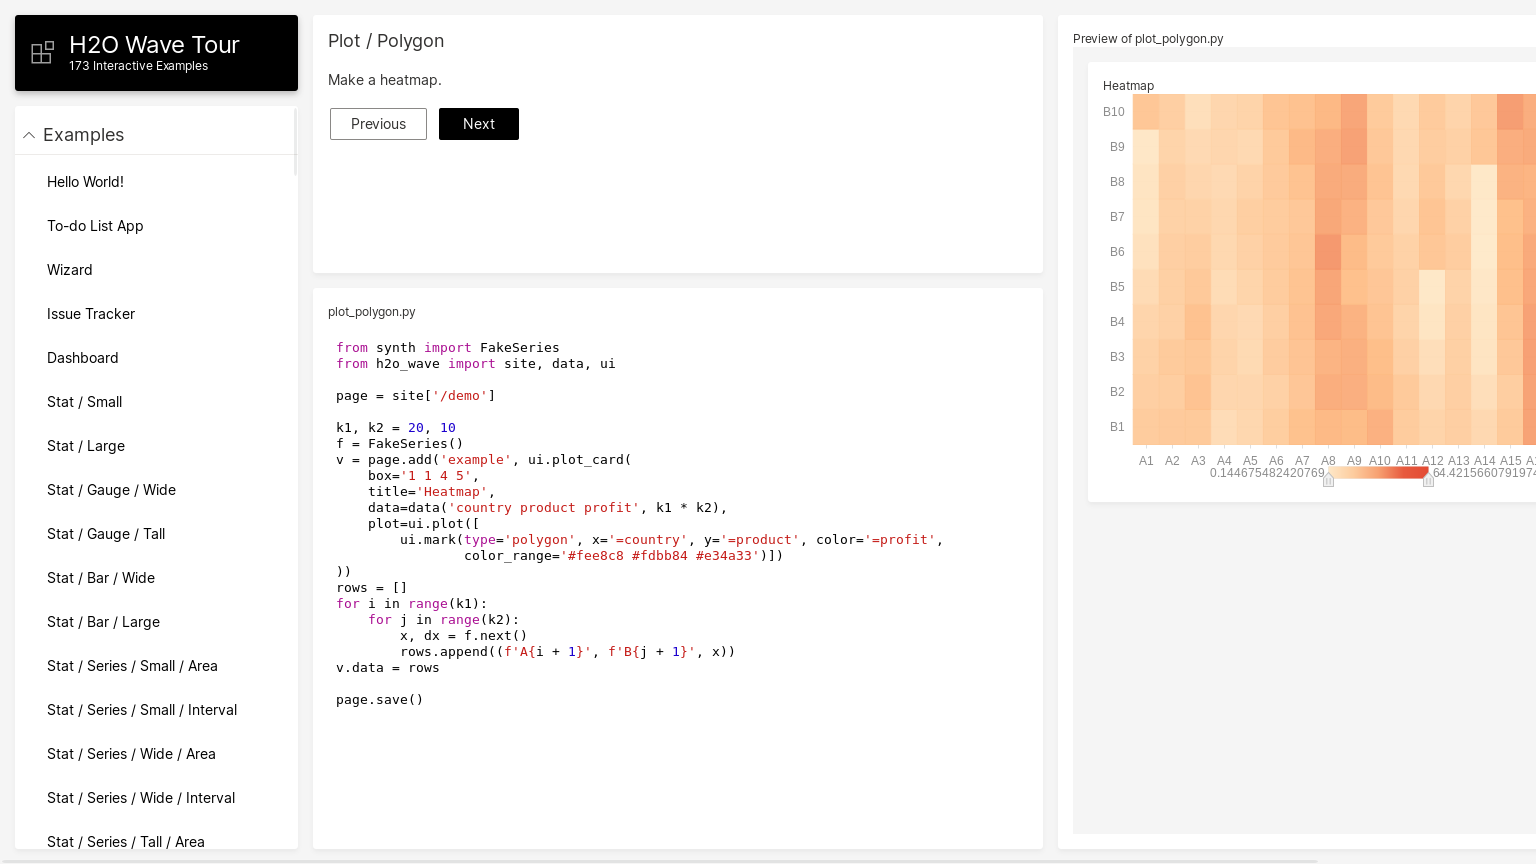 H2O Wave Tour
173 Interactive Examples
Examples
Hello World!
To-do List App
Wizard
Issue Tracker
Dashboard
Stat / Small
Stat / Large
Stat / Gauge / Wide
Stat / Gauge / Tall
Stat / Bar / Wide
Stat / Bar / Large
Stat / Series / Small / Area
Stat / Series / Small / Interval
Stat / Series / Wide / Area
Stat / Series / Wide / Interval
Stat / Series / Tall / Area
Plot / Polygon
Make a heatmap.
Previous Next
plot_polygon.py
from synth import FakeSeries
from h2o_wave import site, data, ui
page = site['/demo']
k1, k2 = 20, 10
f = FakeSeries()
v = page.add('example', ui.plot_card(
    box='1 1 4 5',
    title='Heatmap',
    data=data('country product profit', k1 * k2),
    plot=ui.plot([
        ui.mark(type='polygon', x='=country', y='=product', color='=profit',
                color_range='#fee8c8 #fdbb84 #e34a33')])
))
rows = []
for i in range(k1):
    for j in range(k2):
        x, dx = f.next()
        rows.append((f'A{i + 1}', f'B{j + 1}', x))
v.data = rows
page.save()
Preview of plot_polygon.py
Heatmap
B10
B9
B8
B7
B6
B5
B4
B3
B2
B1
A1 A2 A3 A4 A5 A6 A7 A8 A9 A10 A11 A12 A13 A14 A15
0.144675482420769 64.421566079197